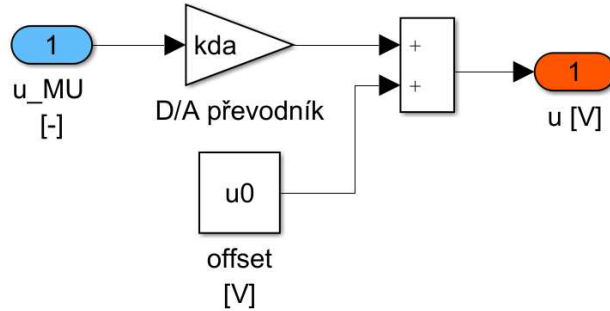 1
u_MU
[-]
kda
D/A převodník
+
+
1
u [V]
u0
offset
[V]